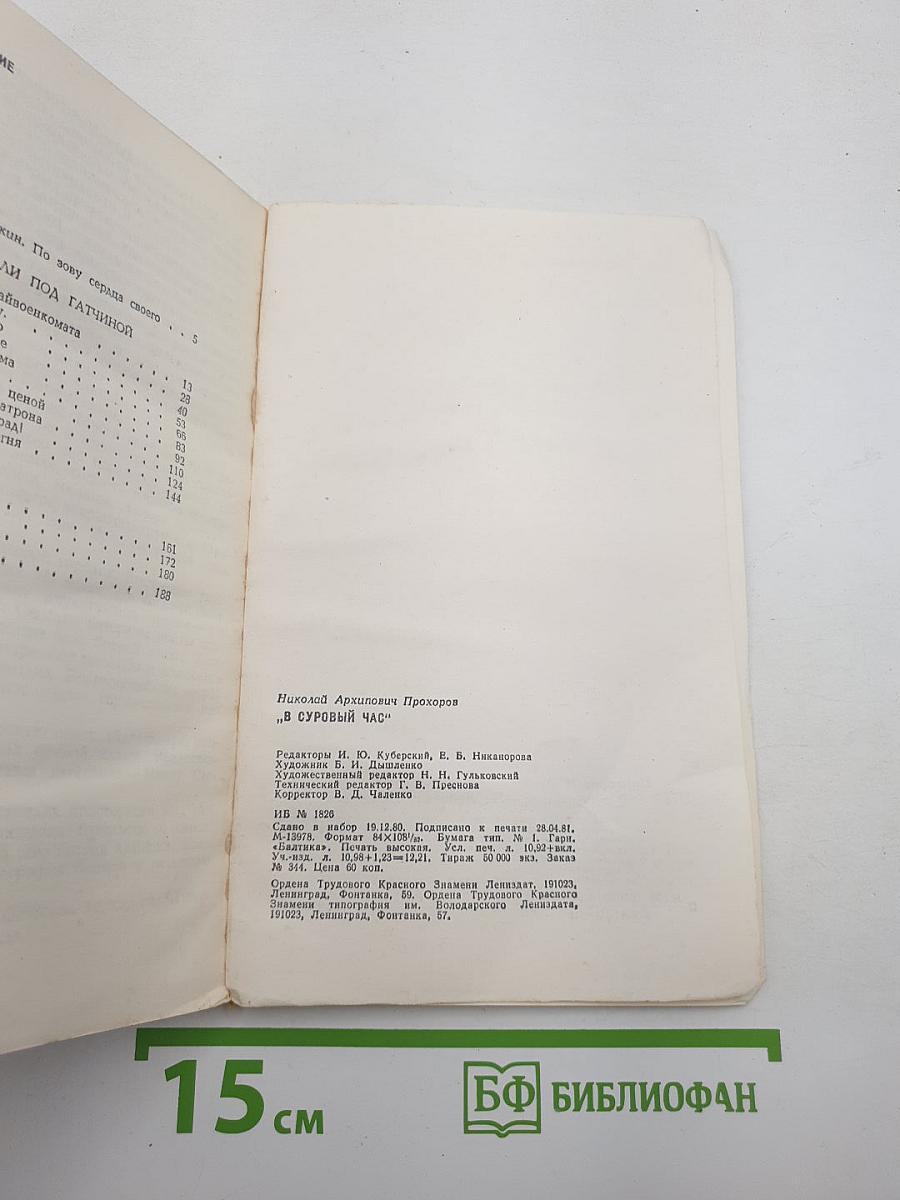 ИЕ
кин. По зову сердца своего . . 5
ЛИ ПОД ГАТЧИНОЙ
айвоенкомата
13
28
40
53
ценой 66
атрона 83
рад! 92
гня 110
124
144
161
172
180
188
Николай Архипович Прохоров
„В СУРОВЫЙ ЧАС"
Редакторы И. Ю. Куберский, Е. Б. Никанорова
Художник Б. И. Дышленко
Художественный редактор Н. Н. Гульковский
Технический редактор Г. В. Преснова
Корректор В. Д. Чаленко
ИБ № 1826
Сдано в набор 19.12.80. Подписано к печати 28.04.81.
М-13978. Формат 84×108¹/₃₂. Бумага тип. № 1. Гарн.
«Балтика». Печать высокая. Усл. печ. л. 10,92+вкл.
Уч.-изд. л. 10,98+1,23=12,21. Тираж 50 000 экз. Заказ
№ 344. Цена 60 коп.
Ордена Трудового Красного Знамени Лениздат, 191023,
Ленинград, Фонтанка, 59. Ордена Трудового Красного
Знамени типография им. Володарского Лениздата,
191023, Ленинград, Фонтанка, 57.
15 см
БФ БИБЛИОФАН